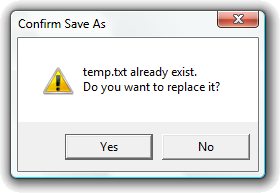 Confirm Save As
temp.txt already exist.
Do you want to replace it?
Yes
No